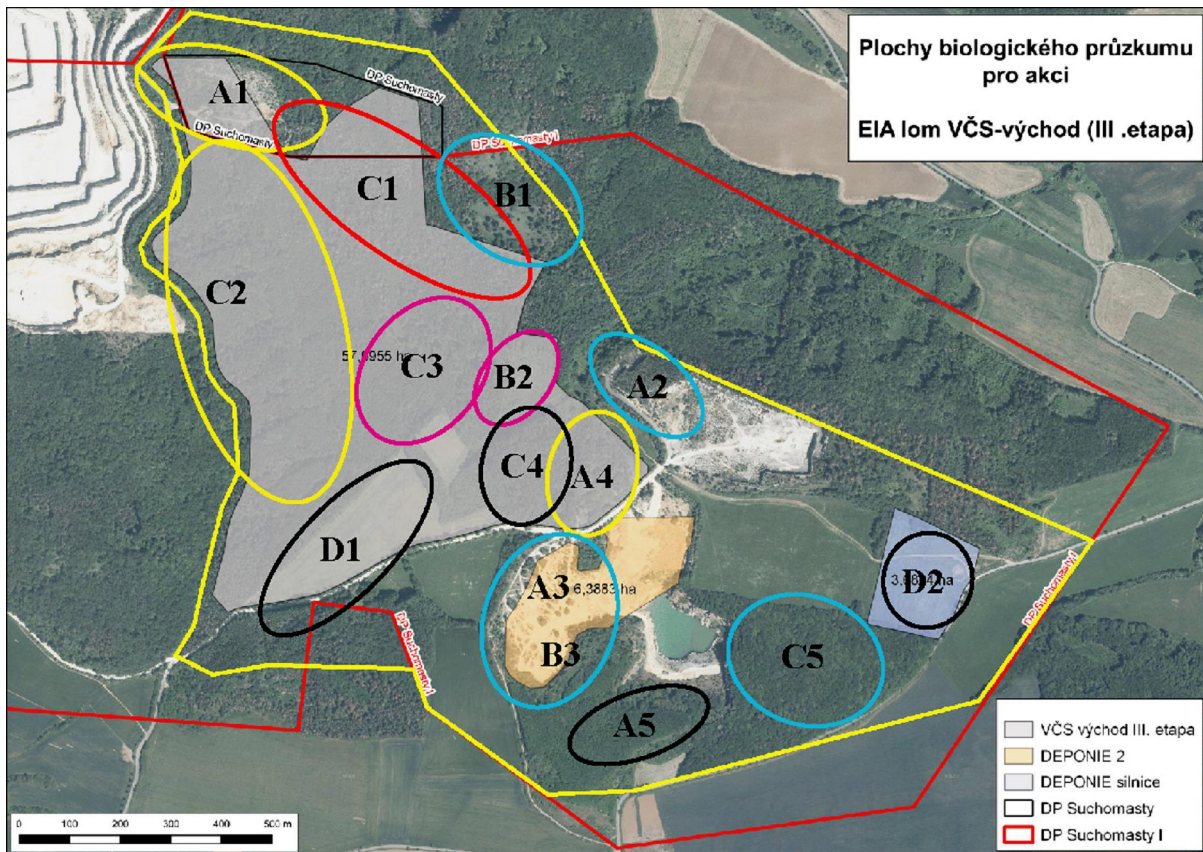 Plochy biologického průzkumu
pro akci
EIA lom VČS-východ (III .etapa)
A1
DP Suchomasty
DP Suchomasty
DP Suchomasty I
C1
B1
C2
C3
B2
A2
C4
A4
D1
A3
6,3883 ha
B3
D2
DP Suchomasty I
DP Suchomasty I
C5
A5
VČS východ III. etapa
DEPONIE 2
DEPONIE silnice
DP Suchomasty
DP Suchomasty I
0 100 200 300 400 500 m